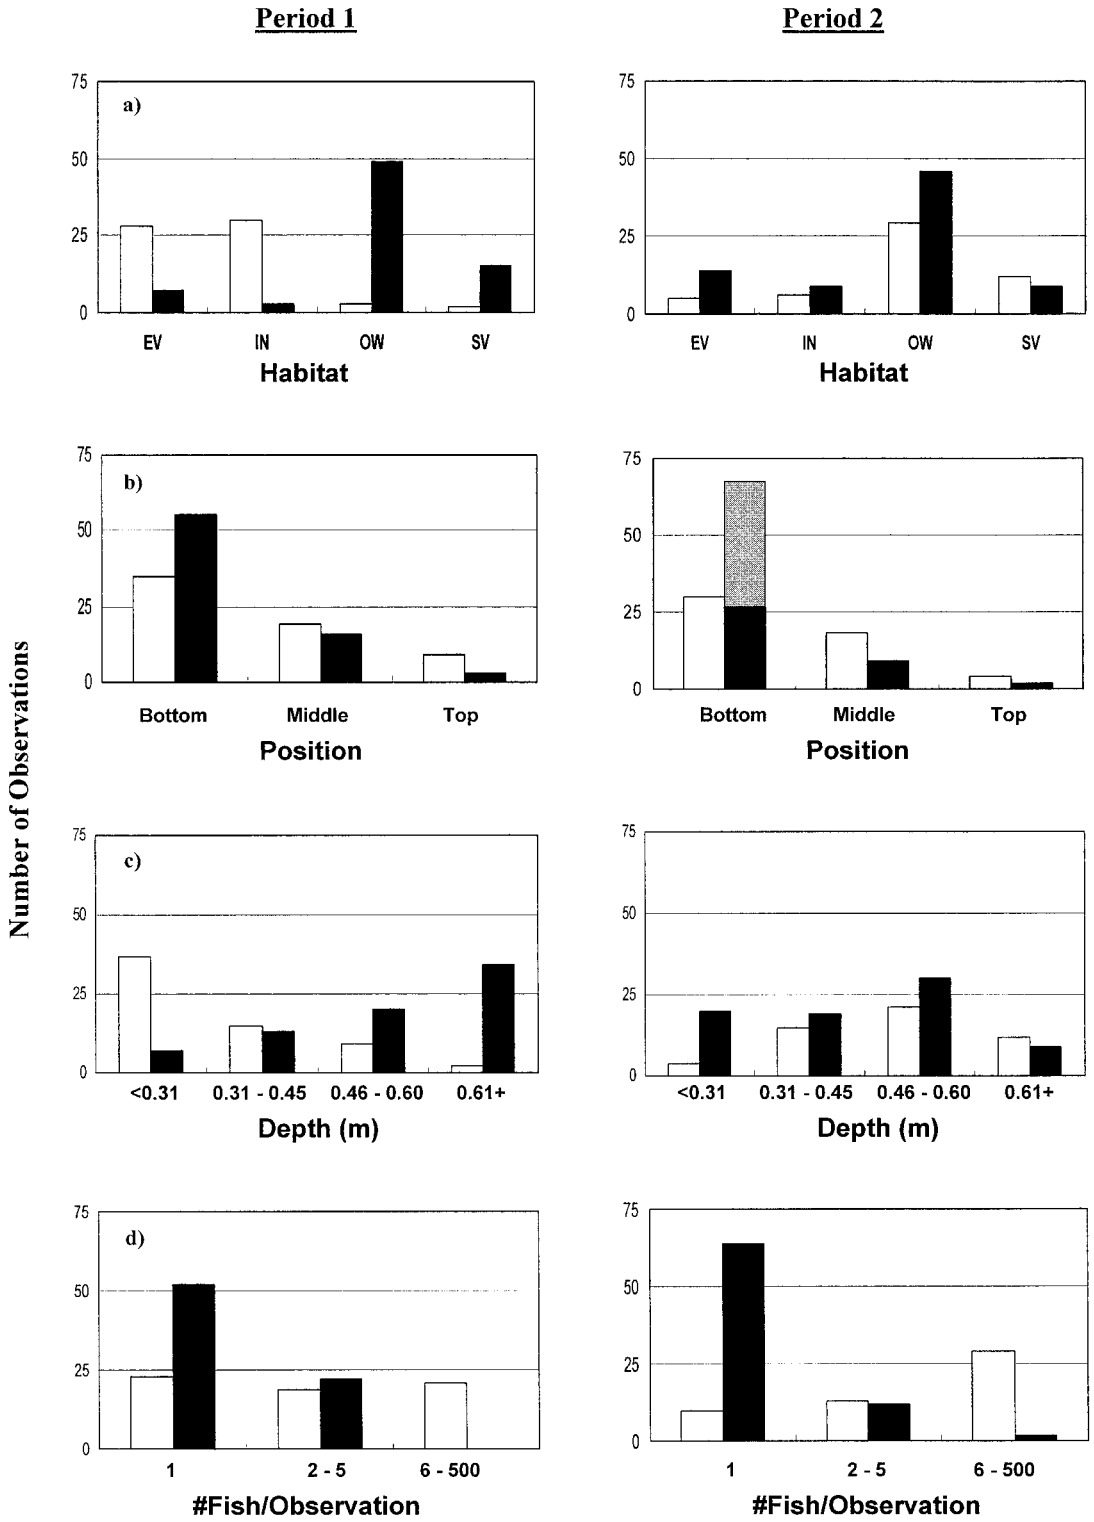 Period 1 Period 2
75 75
a)
50 50
25 25
0 0
EV IN OW SV EV IN OW SV
Habitat Habitat
75 75
b)
50 50
25 25
0 0
Bottom Middle Top Bottom Middle Top
Position Position
Number of Observations
75 75
c)
50 50
25 25
0 0
<0.31 0.31 - 0.45 0.46 - 0.60 0.61+ <0.31 0.31 - 0.45 0.46 - 0.60 0.61+
Depth (m) Depth (m)
75 75
d)
50 50
25 25
0 0
1 2 - 5 6 - 500 1 2 - 5 6 - 500
#Fish/Observation #Fish/Observation